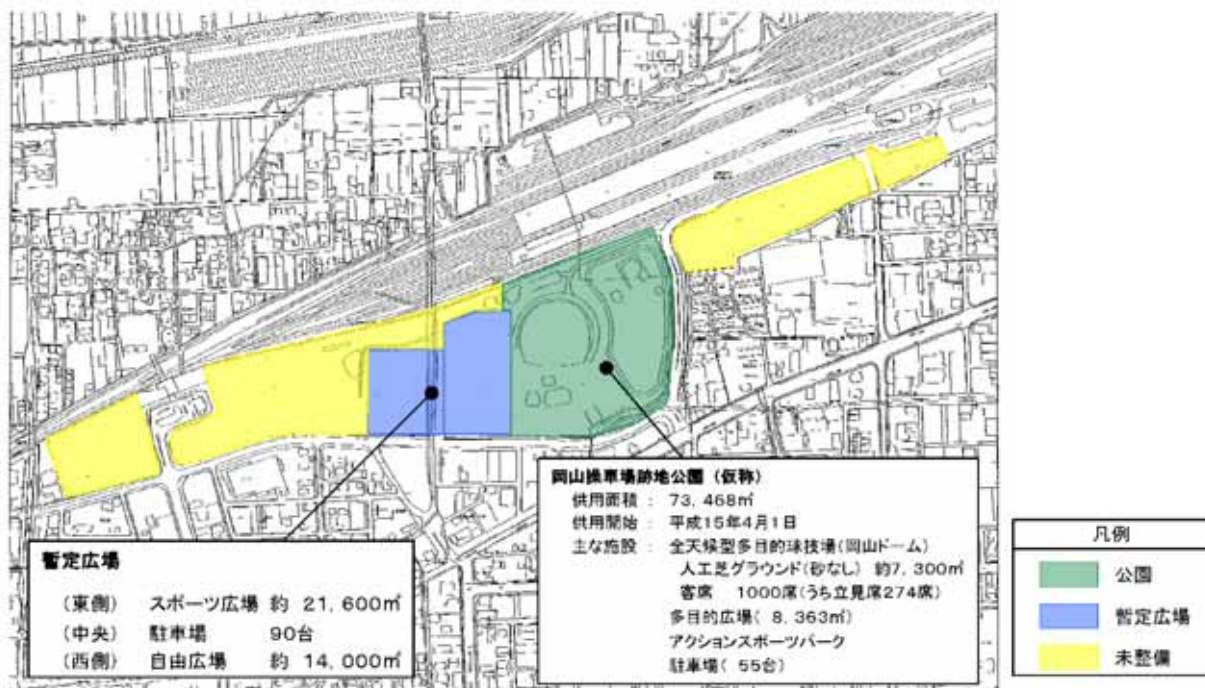 暫定広場
(東側) スポーツ広場 約 21,600㎡
(中央) 駐車場 90台
(西側) 自由広場 約 14,000㎡
岡山操車場跡地公園(仮称)
供用面積 : 73,468㎡
供用開始 : 平成15年4月1日
主な施設 : 全天候型多目的球技場(岡山ドーム)
人工芝グラウンド(砂なし) 約7,300㎡
客席 1000席(うち立見席274席)
多目的広場( 8,363㎡)
アクションスポーツパーク
駐車場( 55台)
凡例
公園
暫定広場
未整備